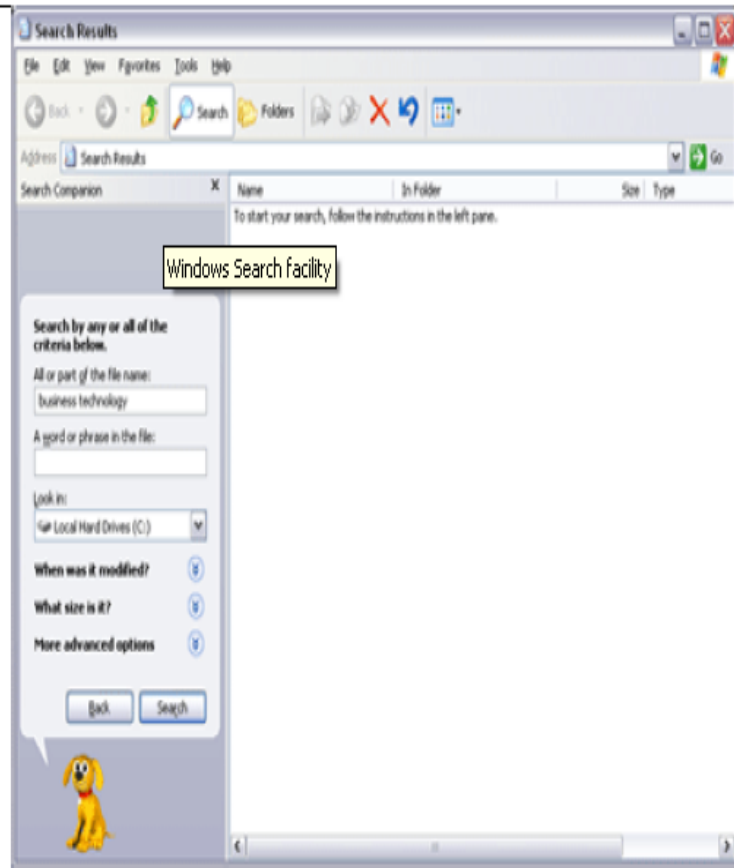 Search Results
File Edit View Favorites Tools Help
Back Search Folders
Address Search Results Go
Search Companion X Name In Folder Size Type
To start your search, follow the instructions in the left pane.
Windows Search facility
Search by any or all of the
criteria below.
All or part of the file name:
business technology
A word or phrase in the file:
Look in:
Local Hard Drives (C:)
When was it modified?
What size is it?
More advanced options
Back Search